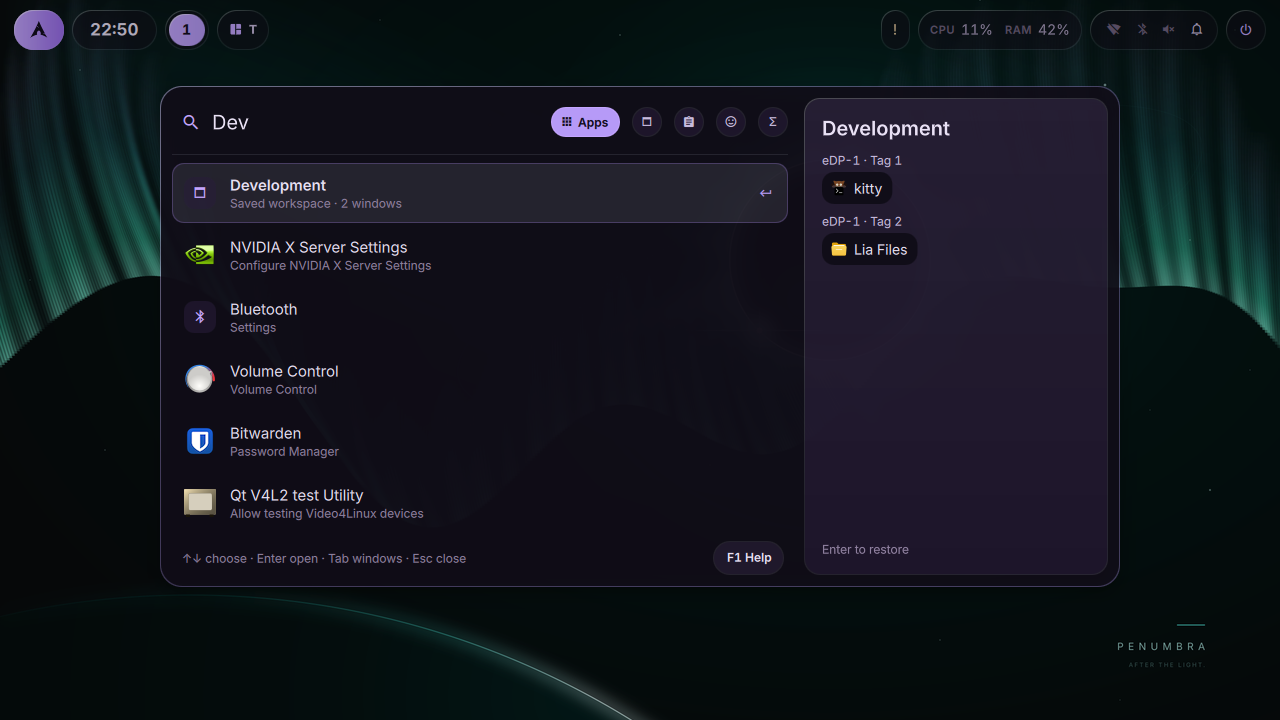 22:50
1
T
!
CPU 11% RAM 42%
Dev
Apps
Σ
Development
Saved workspace · 2 windows
NVIDIA X Server Settings
Configure NVIDIA X Server Settings
Bluetooth
Settings
Volume Control
Volume Control
Bitwarden
Password Manager
Qt V4L2 test Utility
Allow testing Video4Linux devices
↑↓ choose · Enter open · Tab windows · Esc close
F1 Help
Development
eDP-1 · Tag 1
kitty
eDP-1 · Tag 2
Lia Files
Enter to restore
PENUMBRA
AFTER THE LIGHT.